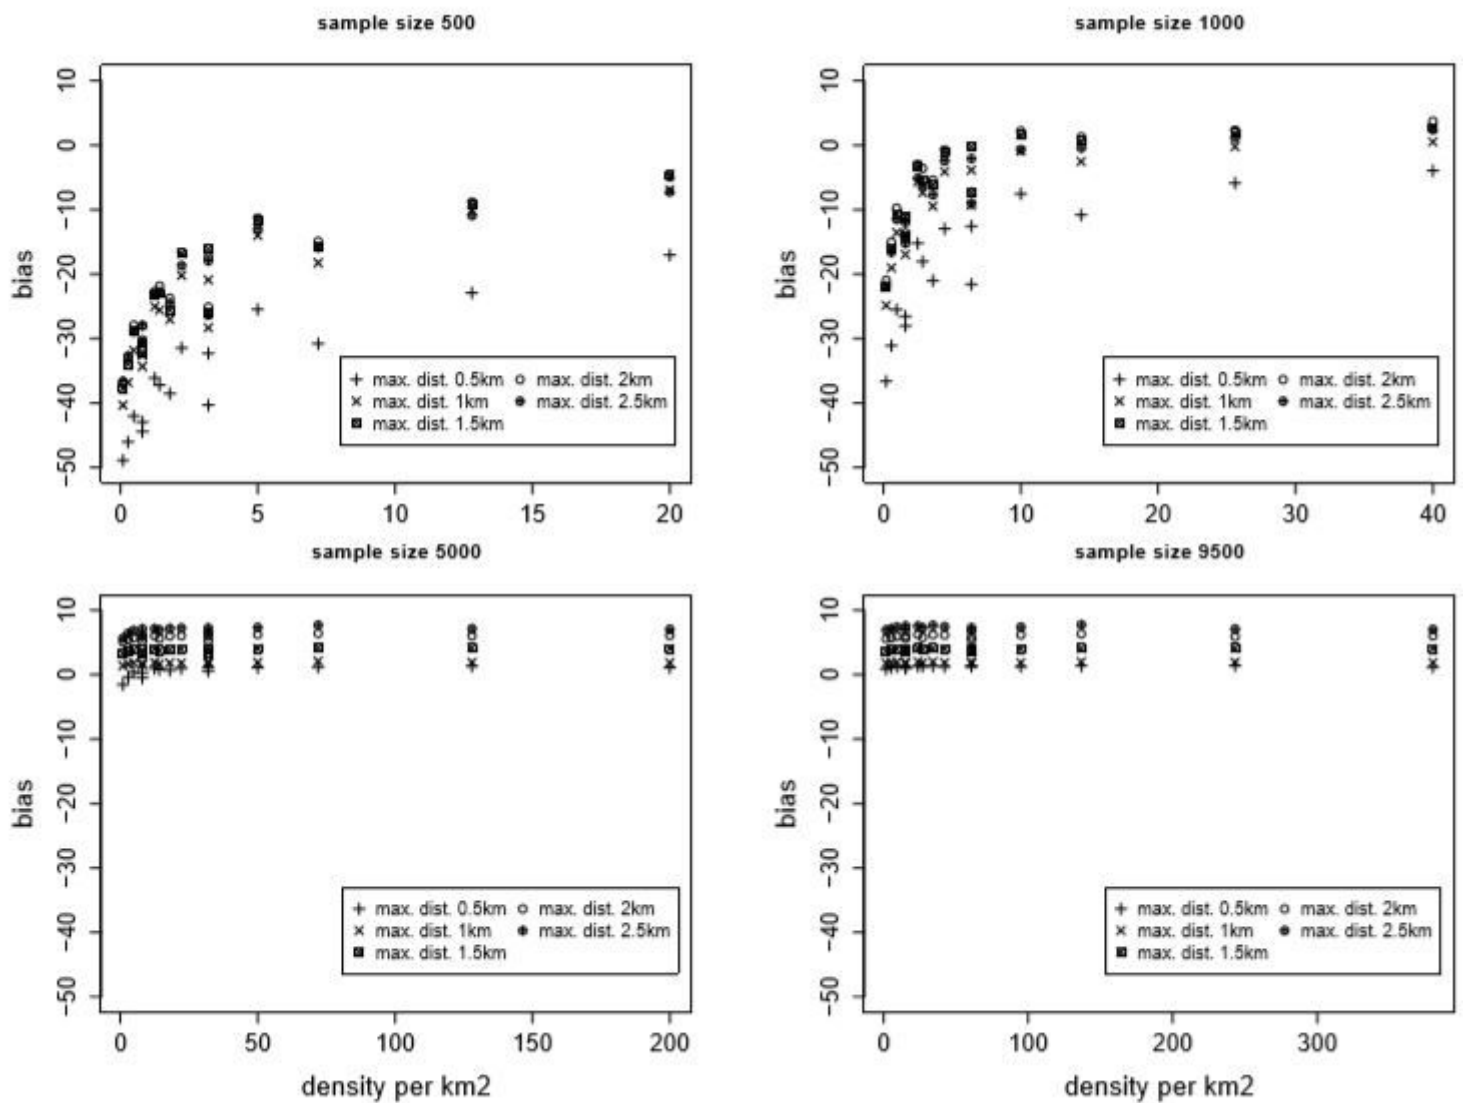 sample size 500
bias
10
0
−10
−20
−30
−40
−50
max. dist. 0.5km
max. dist. 2km
max. dist. 1km
max. dist. 2.5km
max. dist. 1.5km
0 5 10 15 20
sample size 1000
bias
10
0
−10
−20
−30
−40
−50
max. dist. 0.5km
max. dist. 2km
max. dist. 1km
max. dist. 2.5km
max. dist. 1.5km
0 10 20 30 40
sample size 5000
bias
10
0
−10
−20
−30
−40
−50
max. dist. 0.5km
max. dist. 2km
max. dist. 1km
max. dist. 2.5km
max. dist. 1.5km
0 50 100 150 200
density per km2
sample size 9500
bias
10
0
−10
−20
−30
−40
−50
max. dist. 0.5km
max. dist. 2km
max. dist. 1km
max. dist. 2.5km
max. dist. 1.5km
0 100 200 300
density per km2